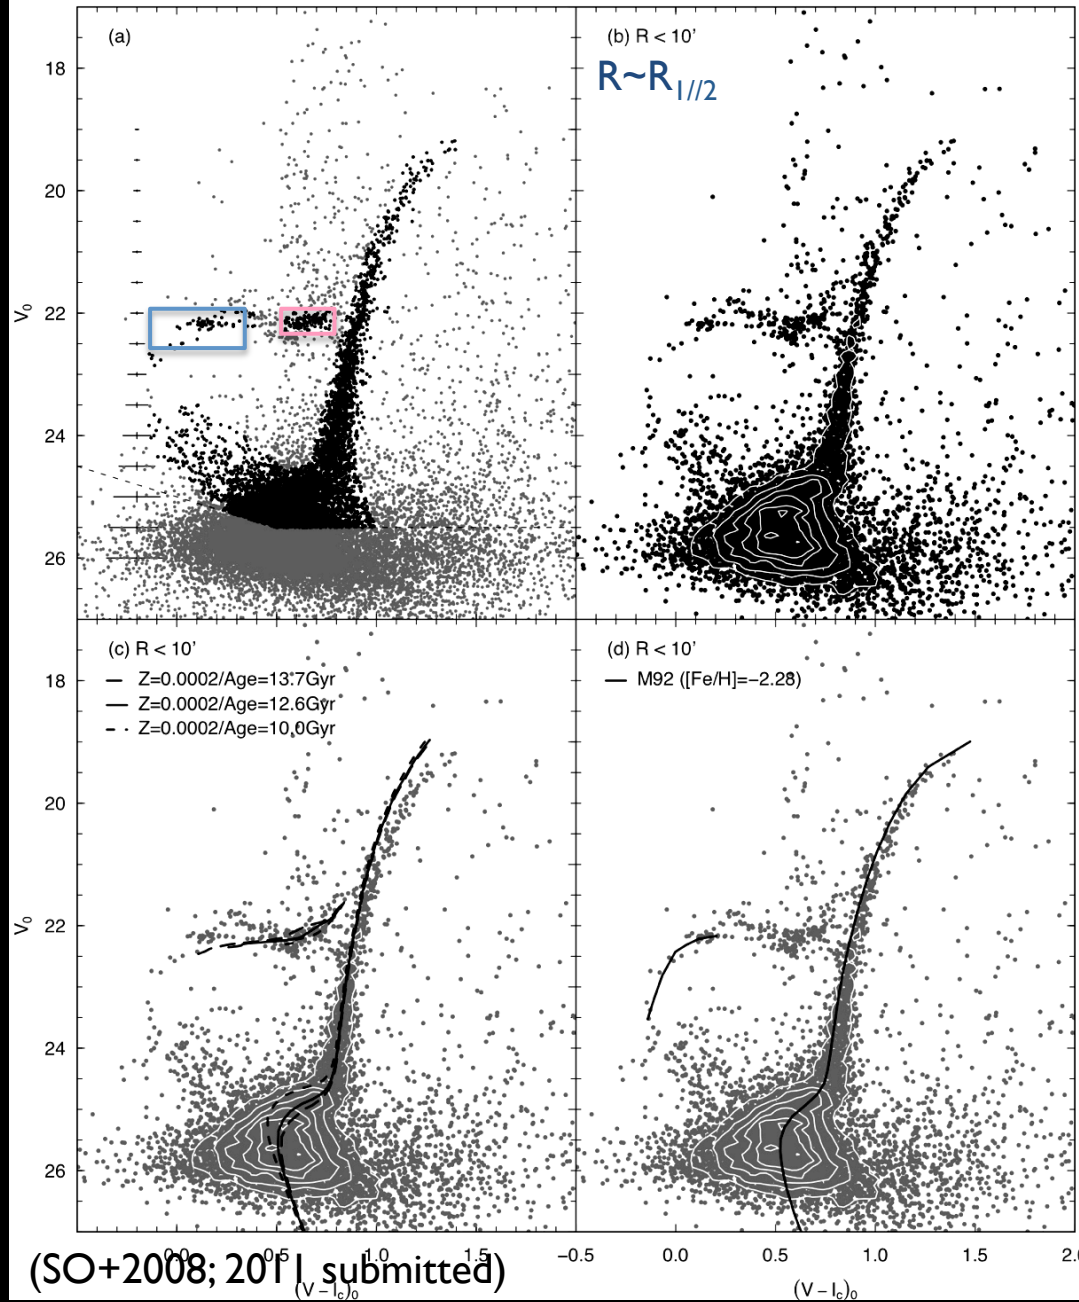 (a)
(b) R < 10'
R~R1//2
18
20
22
24
26
V0
(c) R < 10'
Z=0.0002/Age=13.7Gyr
Z=0.0002/Age=12.6Gyr
Z=0.0002/Age=10.0Gyr
(d) R < 10'
M92 ([Fe/H]=−2.28)
18
20
22
24
26
V0
0.0 0.5 1.0 −0.5 0.0 0.5 1.0 1.5 2.0
(SO+2008; 2011 submitted)
(V − Ic)0 (V − Ic)0